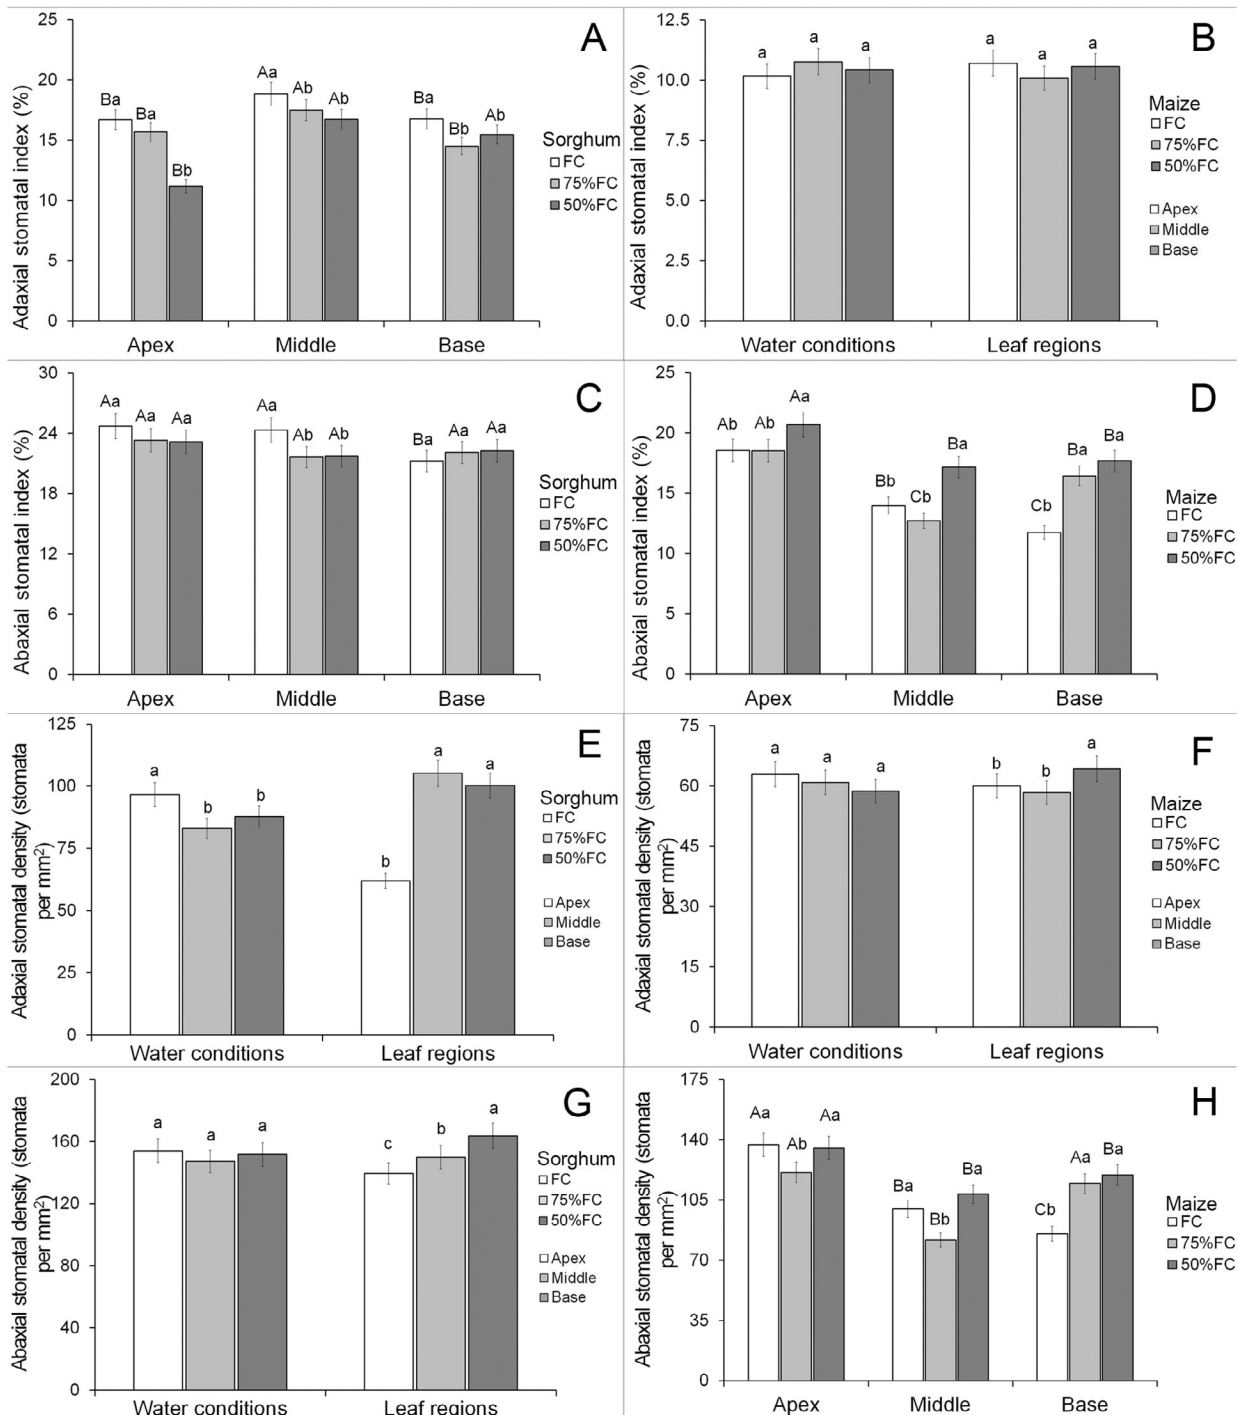 25
20
15
10
5
0
Adaxial stomatal index (%)
Ba
Ba
Bb
Aa
Ab
Ab
Ba
Bb
Ab
A
Sorghum
FC
75%FC
50%FC
Apex
Middle
Base
12.5
10.0
7.5
5.0
2.5
0.0
Adaxial stomatal index (%)
a
a
a
a
a
a
B
Maize
FC
75%FC
50%FC
Apex
Middle
Base
Water conditions
Leaf regions
30
24
18
12
6
0
Abaxial stomatal index (%)
Aa
Aa
Aa
Aa
Ab
Ab
Ba
Aa
Aa
C
Sorghum
FC
75%FC
50%FC
Apex
Middle
Base
25
20
15
10
5
0
Abaxial stomatal index (%)
Ab
Ab
Aa
Bb
Cb
Ba
Cb
Ba
Ba
D
Maize
FC
75%FC
50%FC
Apex
Middle
Base
125
100
75
50
25
0
Adaxial stomatal density (stomata
per mm²)
a
b
b
b
a
a
E
Sorghum
FC
75%FC
50%FC
Apex
Middle
Base
Water conditions
Leaf regions
75
60
45
30
15
0
Adaxial stomatal density (stomata
per mm²)
a
a
a
b
b
a
F
Maize
FC
75%FC
50%FC
Apex
Middle
Base
Water conditions
Leaf regions
200
160
120
80
40
0
Abaxial stomatal density (stomata
per mm²)
a
a
a
c
b
a
G
Sorghum
FC
75%FC
50%FC
Apex
Middle
Base
Water conditions
Leaf regions
175
140
105
70
35
0
Abaxial stomatal density (stomata
per mm²)
Aa
Ab
Aa
Ba
Bb
Ba
Cb
Aa
Ba
H
Maize
FC
75%FC
50%FC
Apex
Middle
Base